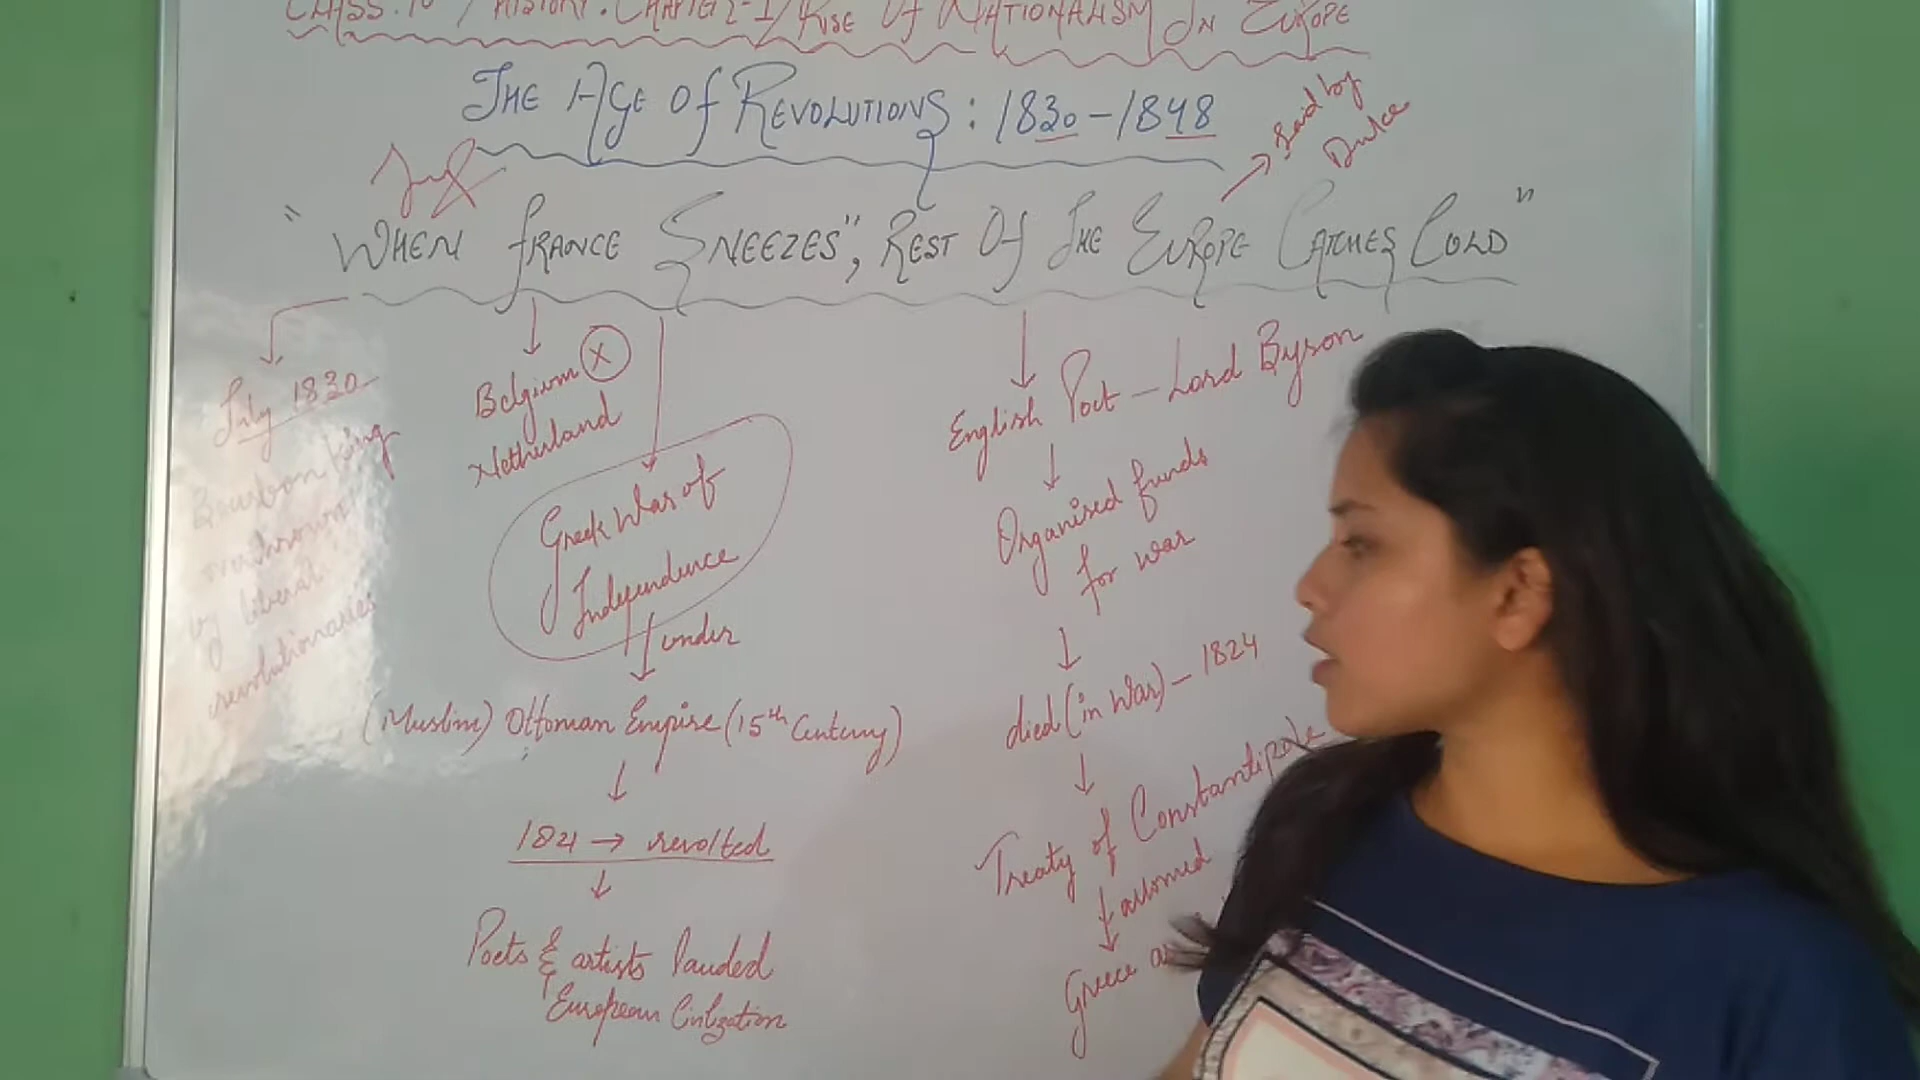 CLASS: 10 / HISTORY. CHAPTER-1 / RISE OF NATIONALISM IN EUROPE
THE AGE OF REVOLUTIONS: 1830-1848
Said by
Duke
"WHEN FRANCE SNEEZES", REST OF THE EUROPE CATCHES COLD"
July 1830
Bourbon King
overthrown
by liberal
revolutionaries
Belgium X
Netherland
Greek War of
Independence
under
(Muslim) Ottoman Empire (15th Century)
1821 → revolted
Poets & artists lauded
European Civilization
English Poet - Lord Byron
Organised funds
for war
died (in War) - 1824
Treaty of Constantipole
Greece